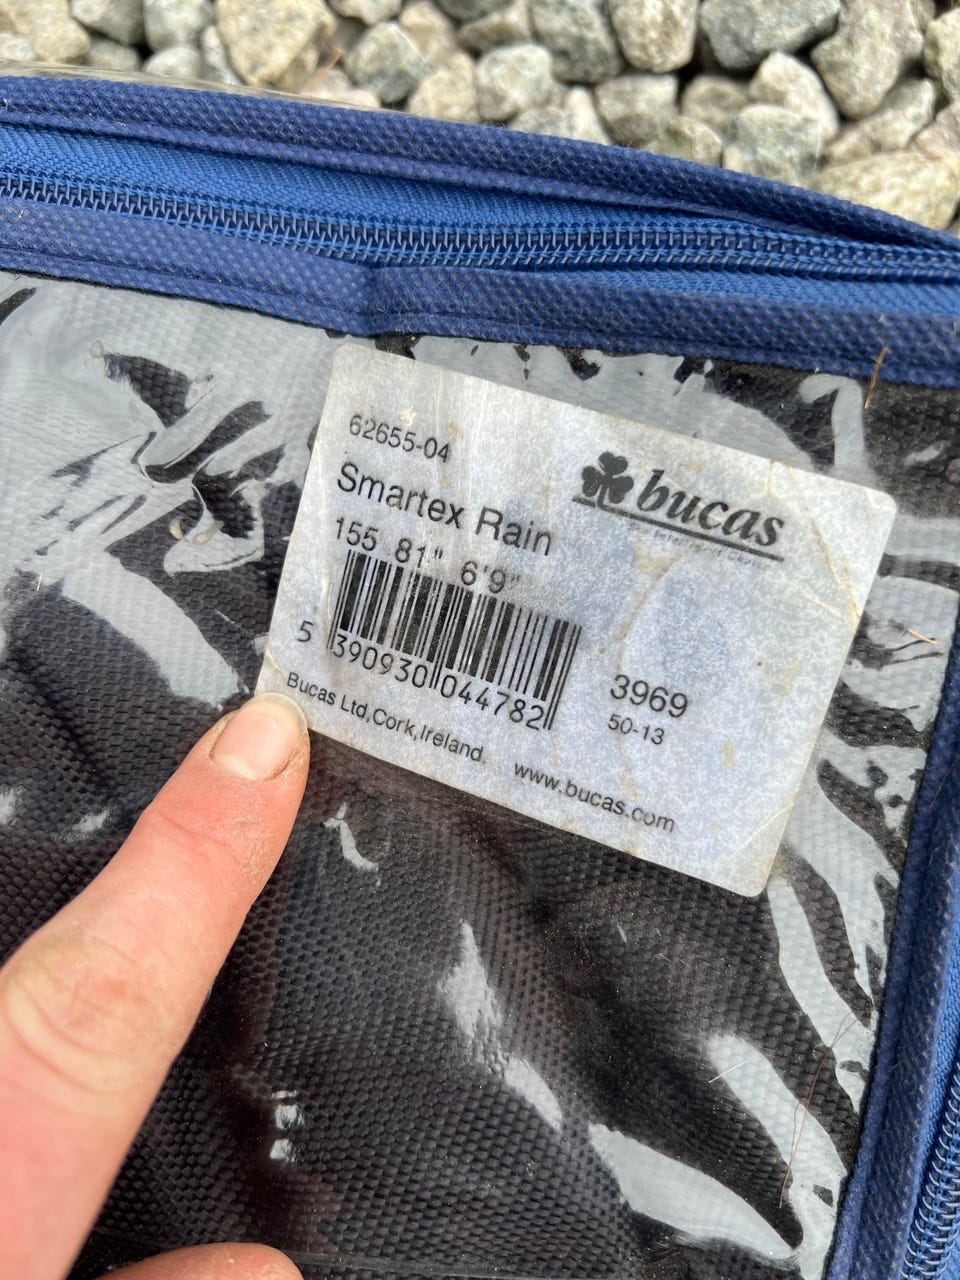 62655-04
bucas
Smartex Rain
155 81" 6'9"
5 390930 044782
3969
50-13
Bucas Ltd,Cork,Ireland.
www.bucas.com